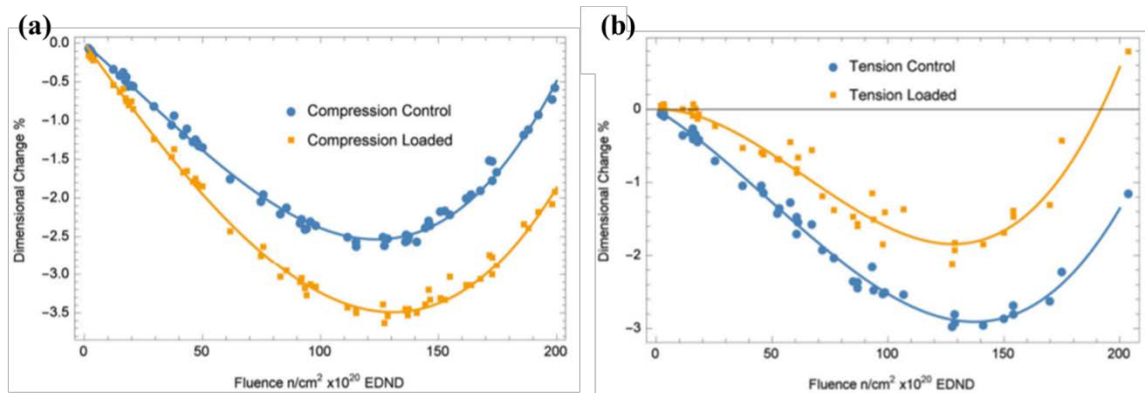 (a)
0.0
-0.5
-1.0
-1.5
-2.0
-2.5
-3.0
-3.5
Dimensional Change %
Compression Control
Compression Loaded
0 50 100 150 200
Fluence n/cm² x10²⁰ EDND
(b)
0
-1
-2
-3
Dimensional Change %
Tension Control
Tension Loaded
0 50 100 150 200
Fluence n/cm² x10²⁰ EDND